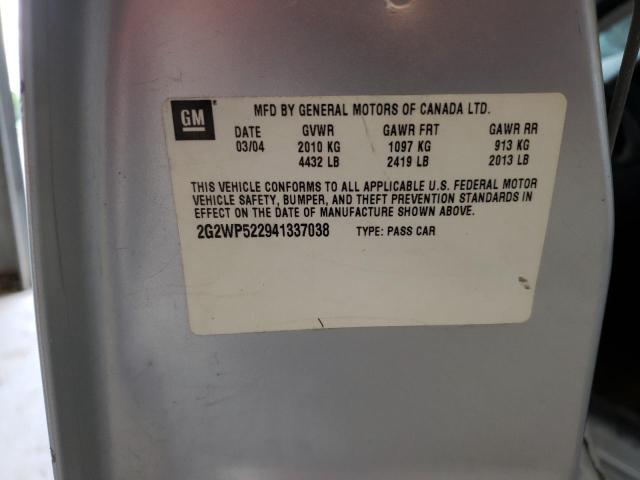 GM
MFD BY GENERAL MOTORS OF CANADA LTD.
DATE GVWR GAWR FRT GAWR RR
03/04 2010 KG 1097 KG 913 KG
4432 LB 2419 LB 2013 LB
THIS VEHICLE CONFORMS TO ALL APPLICABLE U.S. FEDERAL MOTOR
VEHICLE SAFETY, BUMPER, AND THEFT PREVENTION STANDARDS IN
EFFECT ON THE DATE OF MANUFACTURE SHOWN ABOVE.
2G2WP522941337038 TYPE: PASS CAR